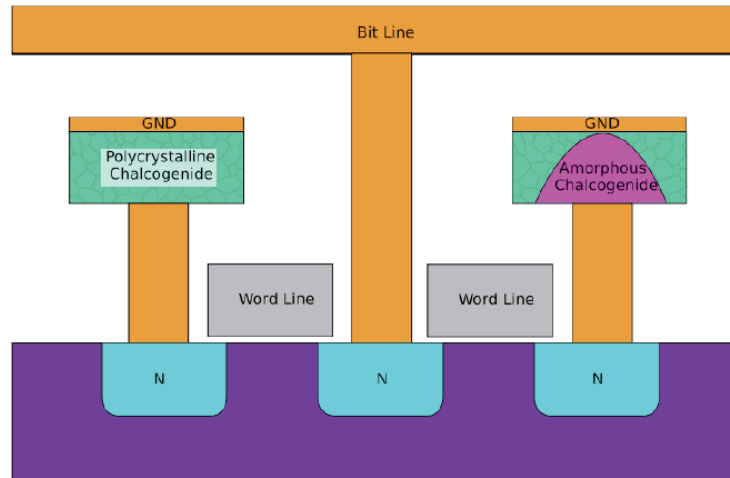 Bit Line
GND
Polycrystalline
Chalcogenide
GND
Amorphous
Chalcogenide
Word Line
Word Line
N
N
N